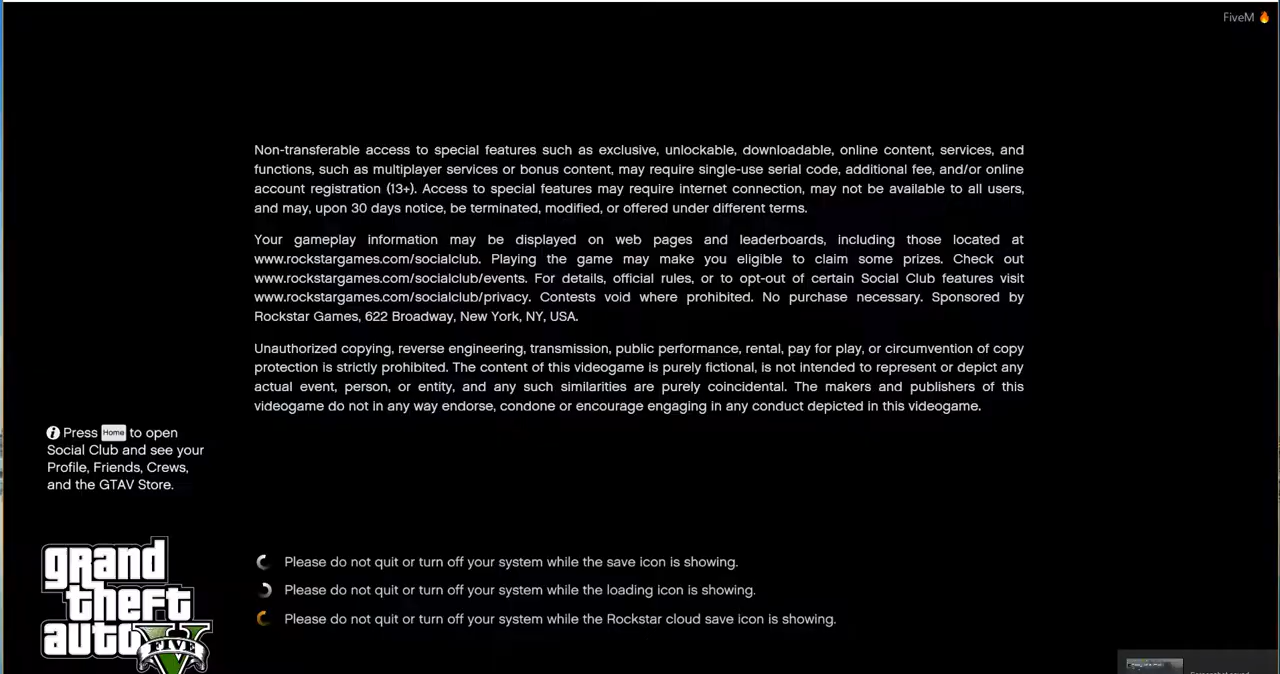 FiveM
Non-transferable access to special features such as exclusive, unlockable, downloadable, online content, services, and
functions, such as multiplayer services or bonus content, may require single-use serial code, additional fee, and/or online
account registration (13+). Access to special features may require internet connection, may not be available to all users,
and may, upon 30 days notice, be terminated, modified, or offered under different terms.
Your gameplay information may be displayed on web pages and leaderboards, including those located at
www.rockstargames.com/socialclub. Playing the game may make you eligible to claim some prizes. Check out
www.rockstargames.com/socialclub/events. For details, official rules, or to opt-out of certain Social Club features visit
www.rockstargames.com/socialclub/privacy. Contests void where prohibited. No purchase necessary. Sponsored by
Rockstar Games, 622 Broadway, New York, NY, USA.
Unauthorized copying, reverse engineering, transmission, public performance, rental, pay for play, or circumvention of copy
protection is strictly prohibited. The content of this videogame is purely fictional, is not intended to represent or depict any
actual event, person, or entity, and any such similarities are purely coincidental. The makers and publishers of this
videogame do not in any way endorse, condone or encourage engaging in any conduct depicted in this videogame.
Press Home to open
Social Club and see your
Profile, Friends, Crews,
and the GTAV Store.
grand
theft
auto V
FIVE
Please do not quit or turn off your system while the save icon is showing.
Please do not quit or turn off your system while the loading icon is showing.
Please do not quit or turn off your system while the Rockstar cloud save icon is showing.